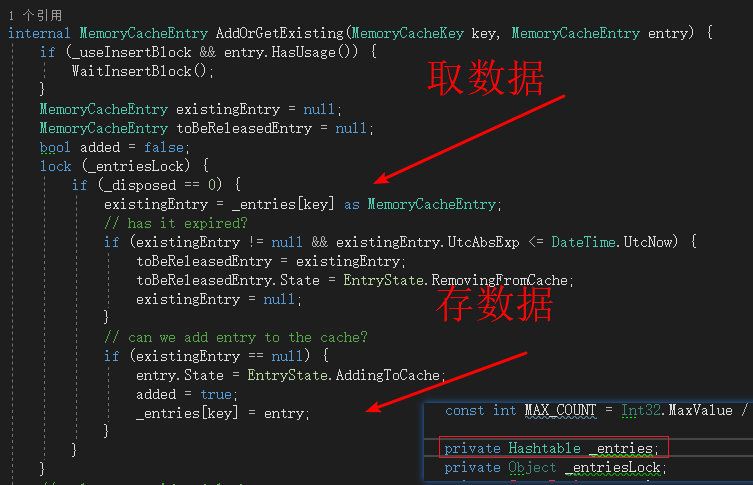 1 个引用
internal MemoryCacheEntry AddOrGetExisting(MemoryCacheKey key, MemoryCacheEntry entry) {
if (_useInsertBlock && entry.HasUsage()) {
WaitInsertBlock();
}
MemoryCacheEntry existingEntry = null;
MemoryCacheEntry toBeReleasedEntry = null;
bool added = false;
lock (_entriesLock) {
if (_disposed == 0) {
existingEntry = _entries[key] as MemoryCacheEntry;
// has it expired?
if (existingEntry != null && existingEntry.UtcAbsExp <= DateTime.UtcNow) {
toBeReleasedEntry = existingEntry;
toBeReleasedEntry.State = EntryState.RemovingFromCache;
existingEntry = null;
}
// can we add entry to the cache?
if (existingEntry == null) {
entry.State = EntryState.AddingToCache;
added = true;
_entries[key] = entry;
}
}
}
取数据
存数据
const int MAX_COUNT = Int32.MaxValue /
private Hashtable _entries;
private Object _entriesLock;